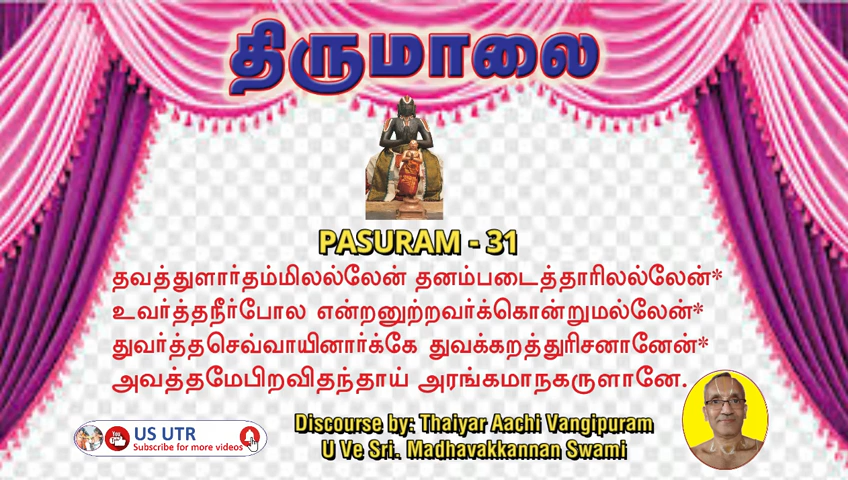 திருமாலை
PASURAM - 31
தவத்துளார்தம்மிலல்லேன் தனம்படைத்தாரிலல்லேன்*
உவர்த்தநீர்போல என்றனுற்றவர்க்கொன்றுமல்லேன்*
துவர்த்தசெவ்வாயினார்க்கே துவக்கறத்துரிசனானேன்*
அவத்தமேபிறவிதந்தாய் அரங்கமாநகருளானே.
Discourse by: Thaiyar Aachi Vangipuram
U Ve Sri. Madhavakkannan Swami
US UTR
Subscribe for more videos